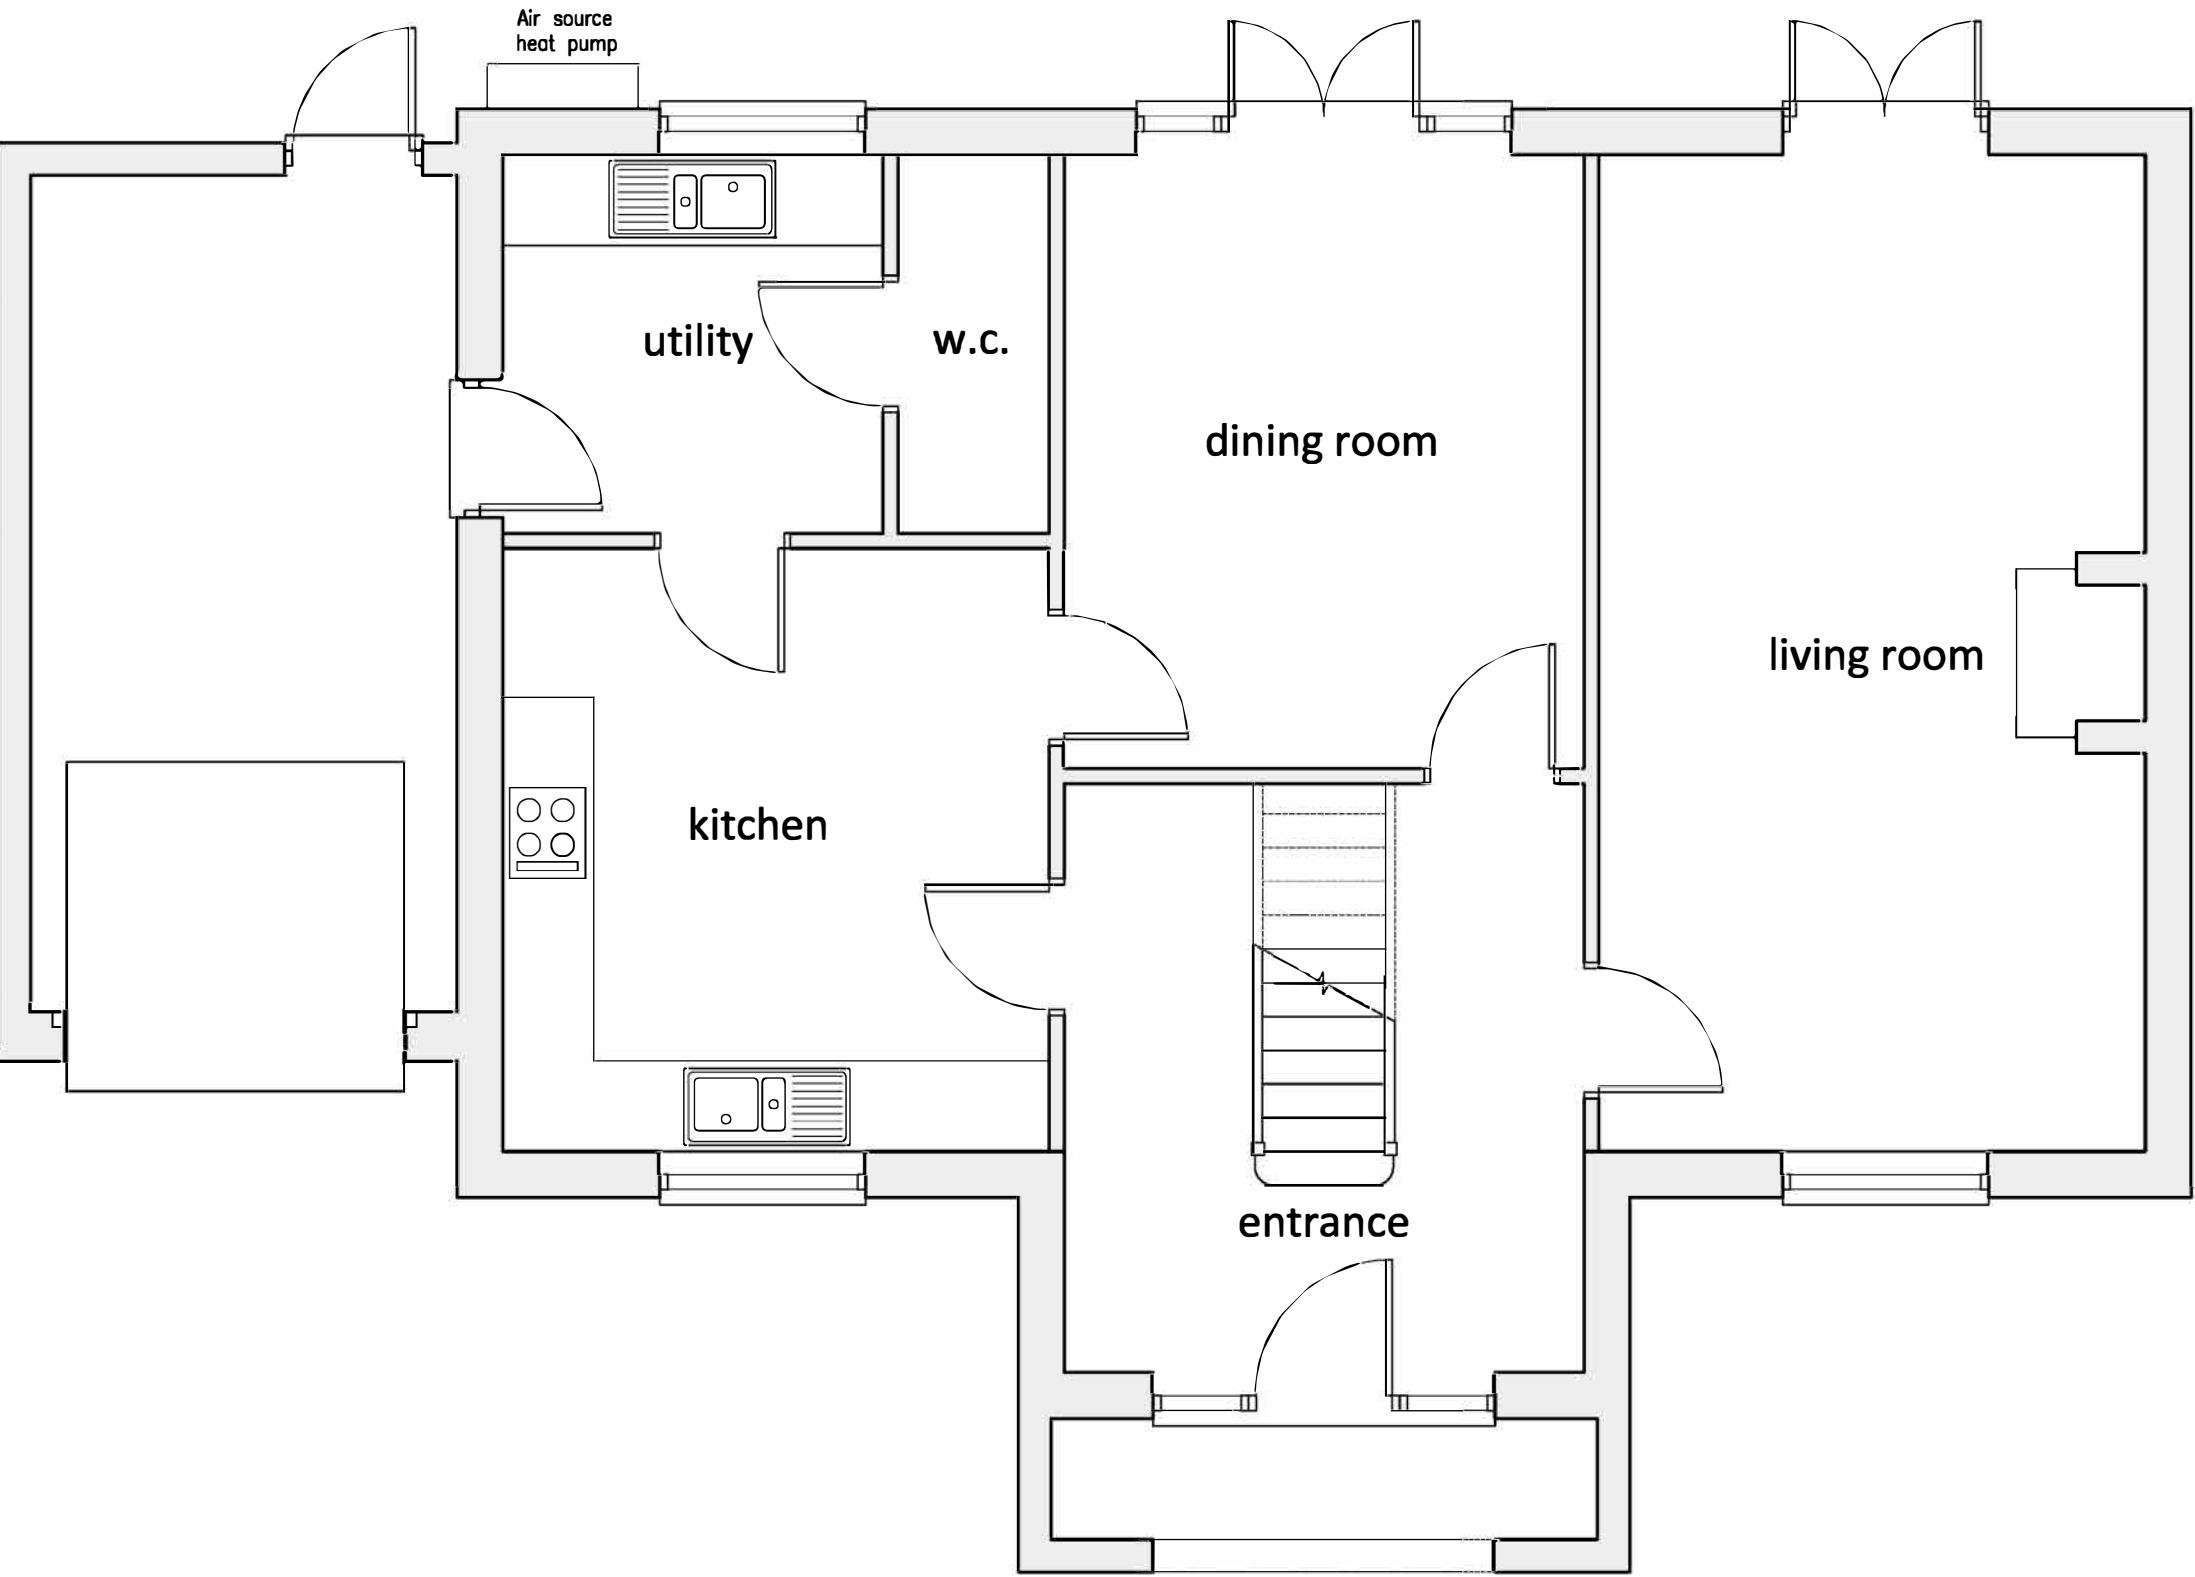 Air source
heat pump
utility
w.c.
dining room
living room
kitchen
entrance